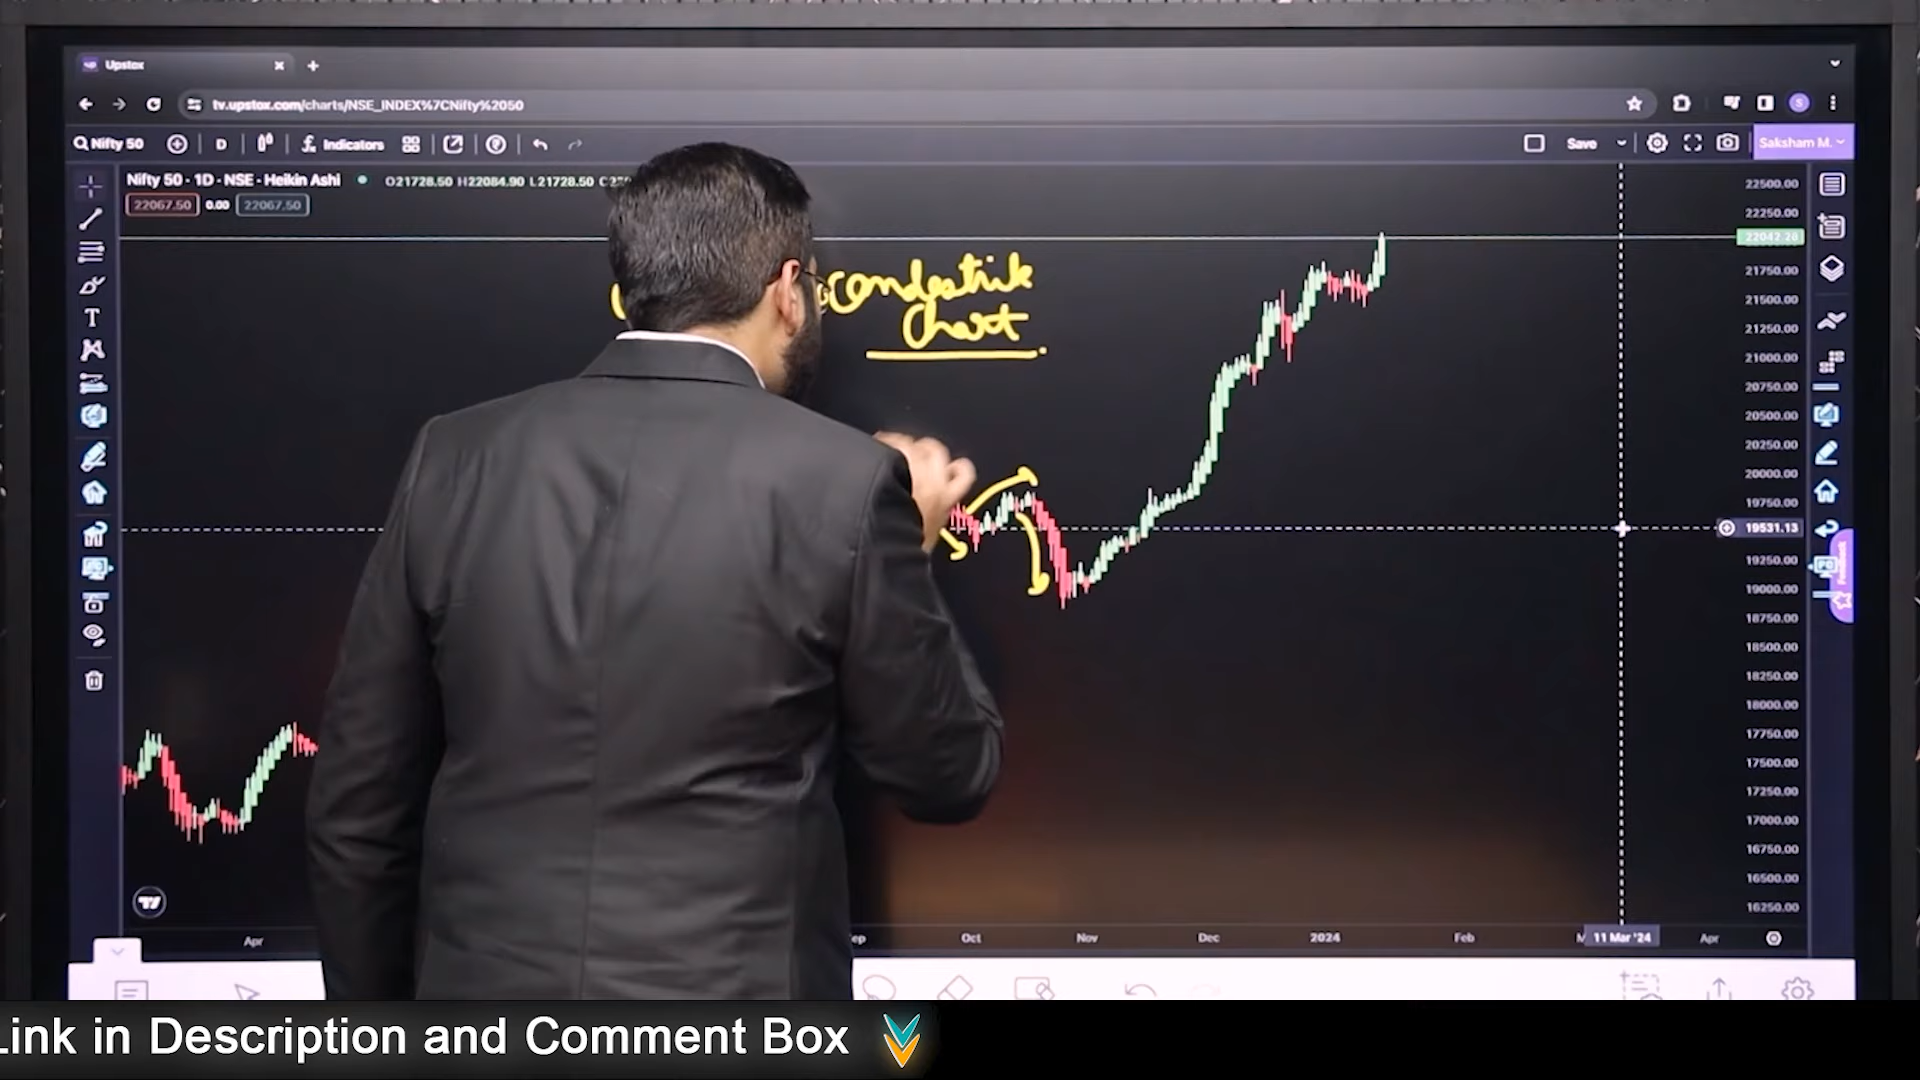 Upstox
tv.upstox.com/charts/NSE_INDEX%7CNifty%2050
Nifty 50 D Indicators Save Saksham M.
Nifty 50 - 1D - NSE - Heikin Ashi O21728.50 H22084.90 L21728.50
22067.50 0.00 22067.50
22500.00
22250.00
22042.28
candestrik
21750.00
21500.00
chart
21250.00
21000.00
20750.00
20500.00
20250.00
20000.00
19750.00
19531.13
19250.00
Feedback
19000.00
18750.00
18500.00
18250.00
18000.00
17750.00
17500.00
17250.00
17000.00
16750.00
16500.00
16250.00
Apr Oct Nov Dec 2024 Feb 11 Mar '24 Apr
Link in Description and Comment Box